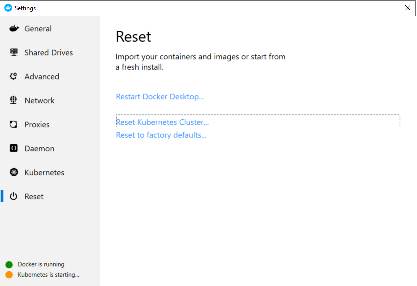 Settings
General
Shared Drives
Advanced
Network
Proxies
Daemon
Kubernetes
Reset
Docker is running
Kubernetes is starting...
Reset
Import your containers and images or start from
a fresh install.
Restart Docker Desktop...
Reset Kubernetes Cluster...
Reset to factory defaults...